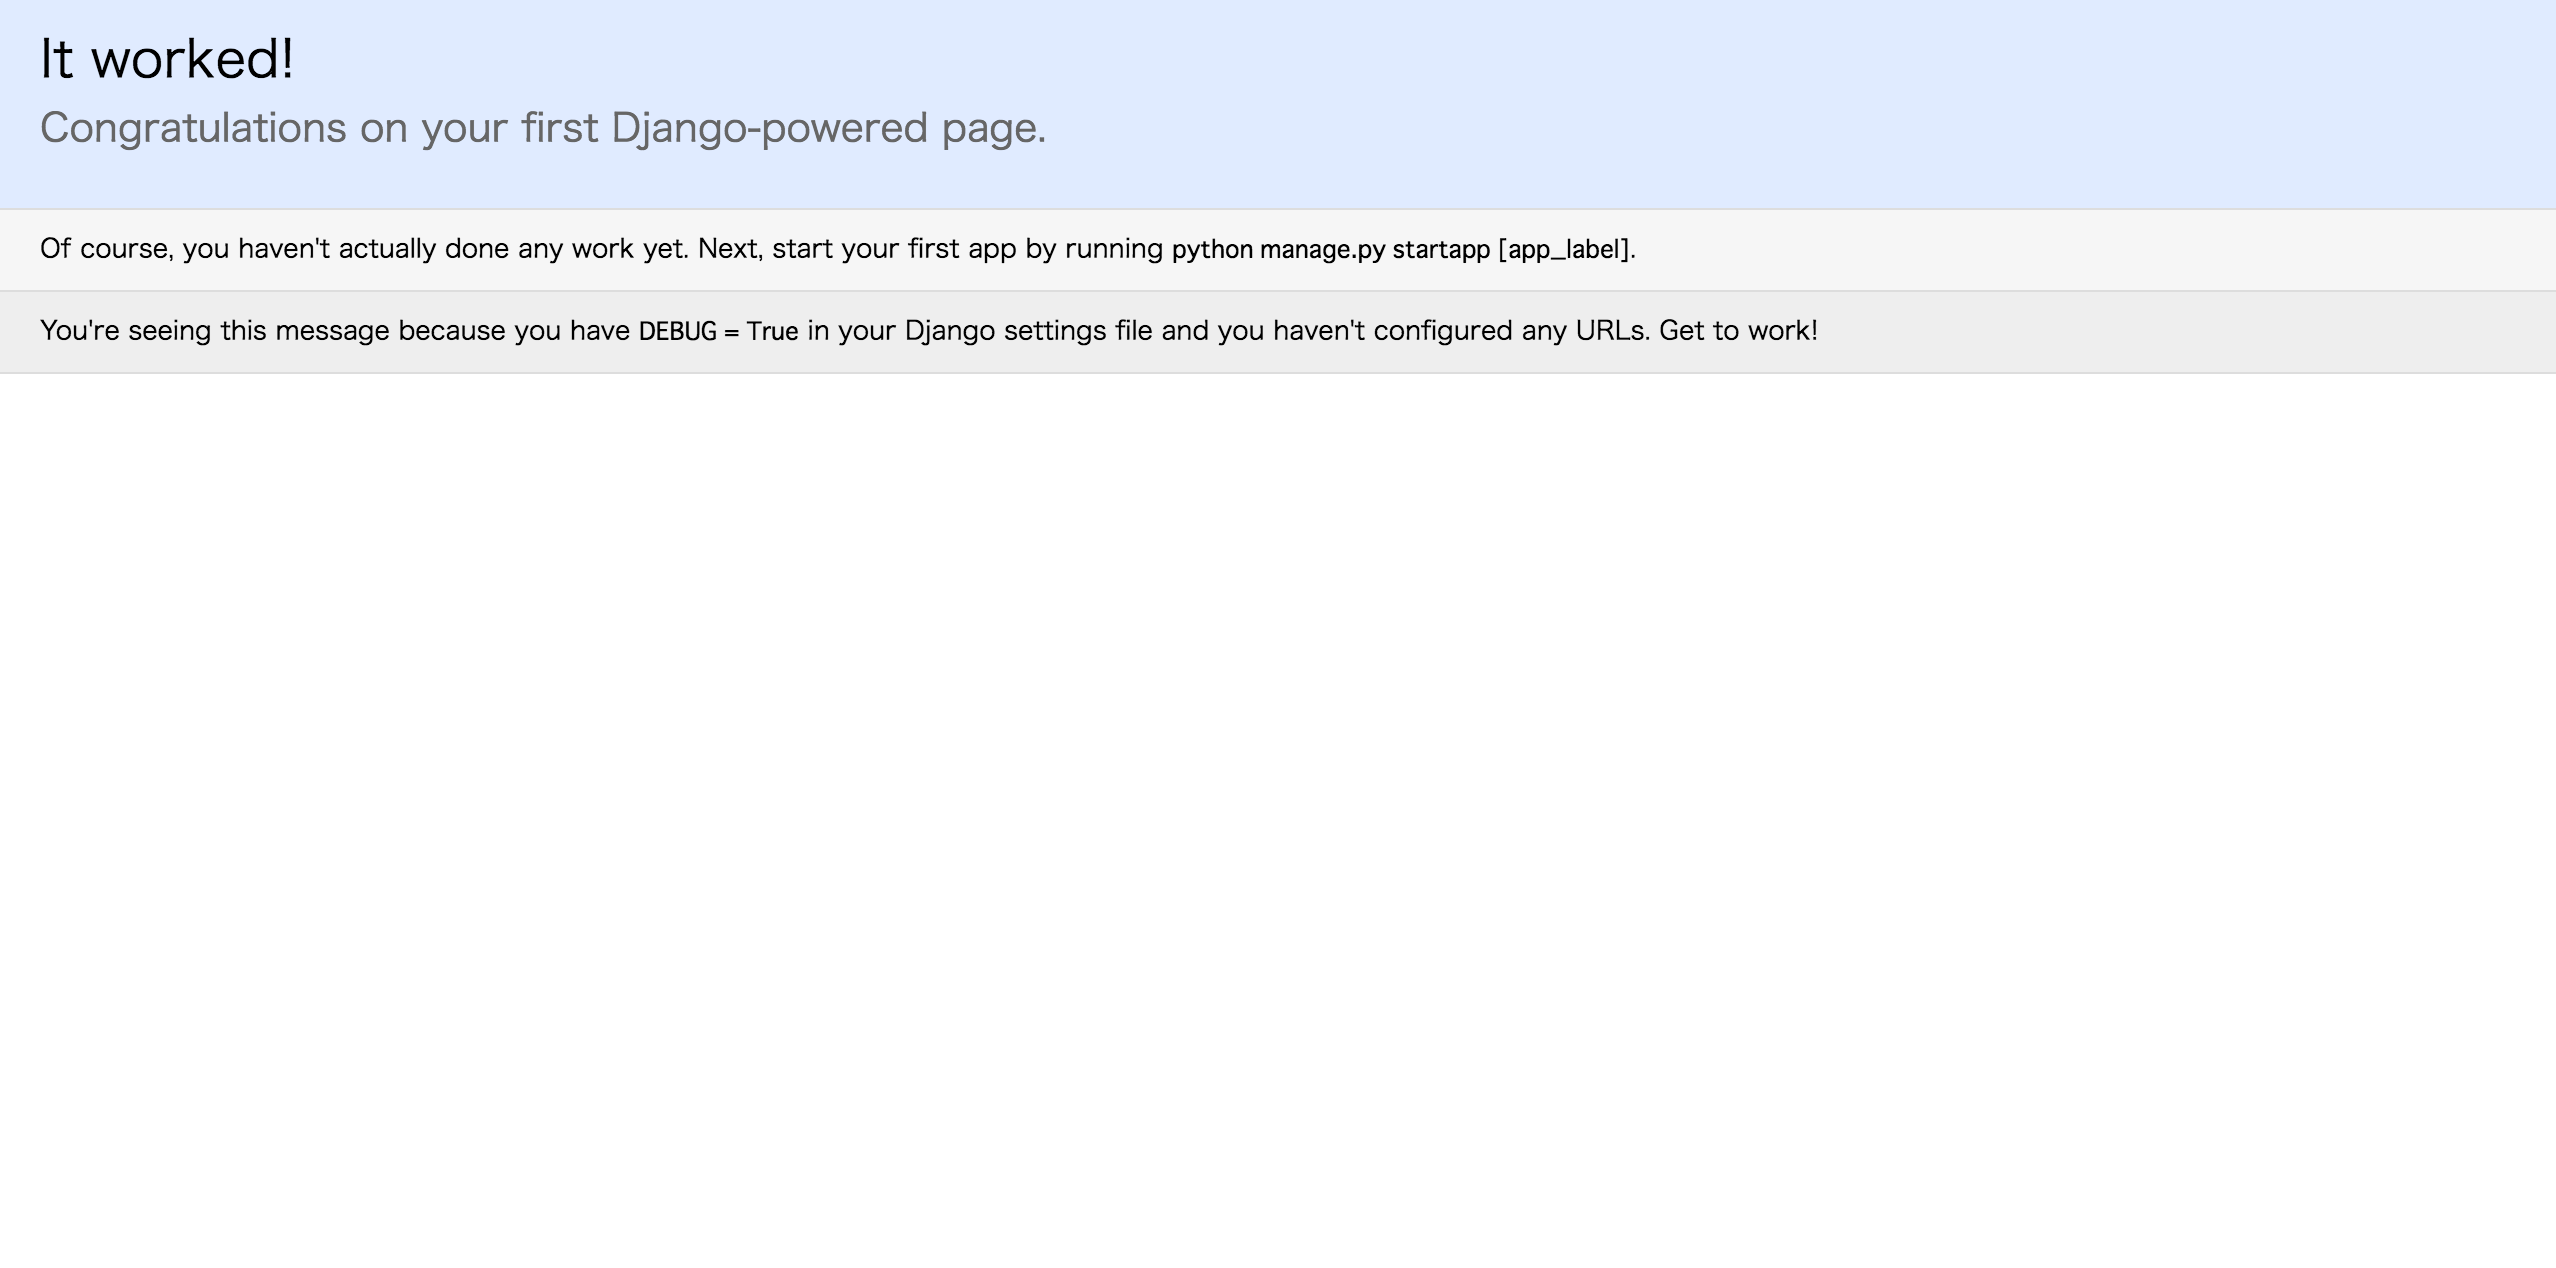 It worked!
Congratulations on your first Django-powered page.
Of course, you haven't actually done any work yet. Next, start your first app by running python manage.py startapp [app_label].
You're seeing this message because you have DEBUG = True in your Django settings file and you haven't configured any URLs. Get to work!